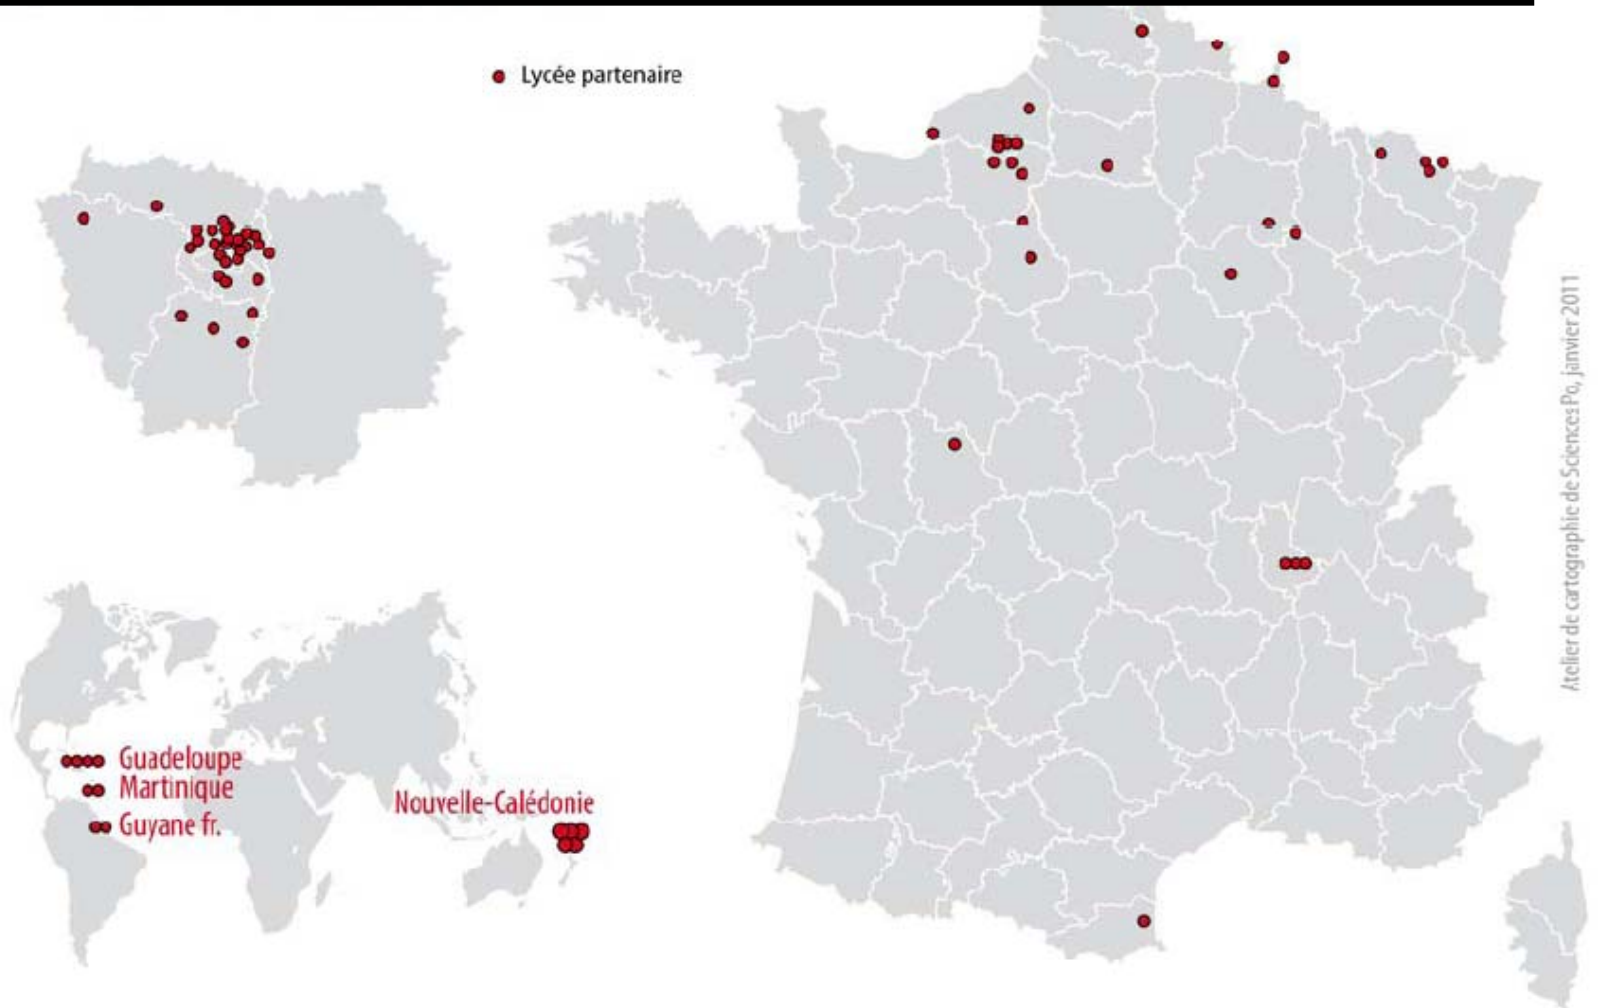 Lycée partenaire
Guadeloupe
Martinique
Guyane fr.
Nouvelle-Calédonie
Atelier de cartographie de Sciences Po, janvier 2011